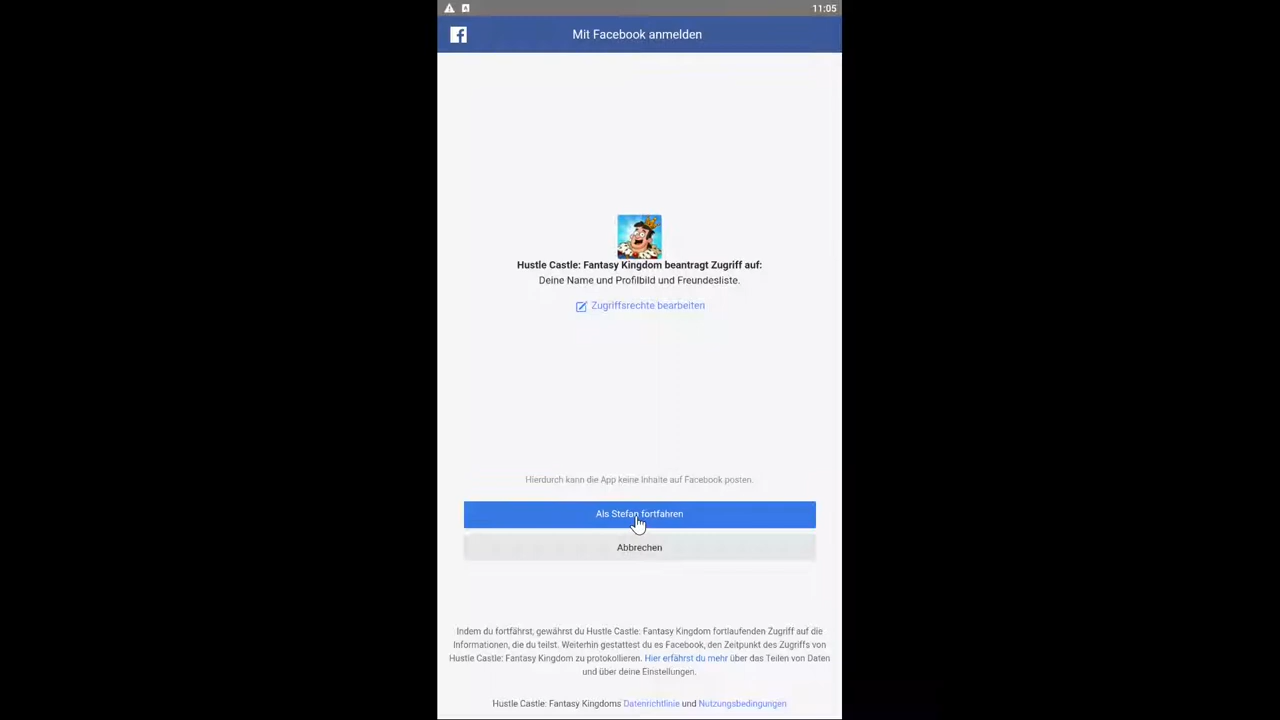 11:05
Mit Facebook anmelden
Hustle Castle: Fantasy Kingdom beantragt Zugriff auf:
Deine Name und Profilbild und Freundesliste.
Zugriffsrechte bearbeiten
Hierdurch kann die App keine Inhalte auf Facebook posten.
Als Stefan fortfahren
Abbrechen
Indem du fortfährst, gewährst du Hustle Castle: Fantasy Kingdom fortlaufenden Zugriff auf die
Informationen, die du teilst. Weiterhin gestattest du es Facebook, den Zeitpunkt des Zugriffs von
Hustle Castle: Fantasy Kingdom zu protokollieren. Hier erfährst du mehr über das Teilen von Daten
und über deine Einstellungen.
Hustle Castle: Fantasy Kingdoms Datenrichtlinie und Nutzungsbedingungen